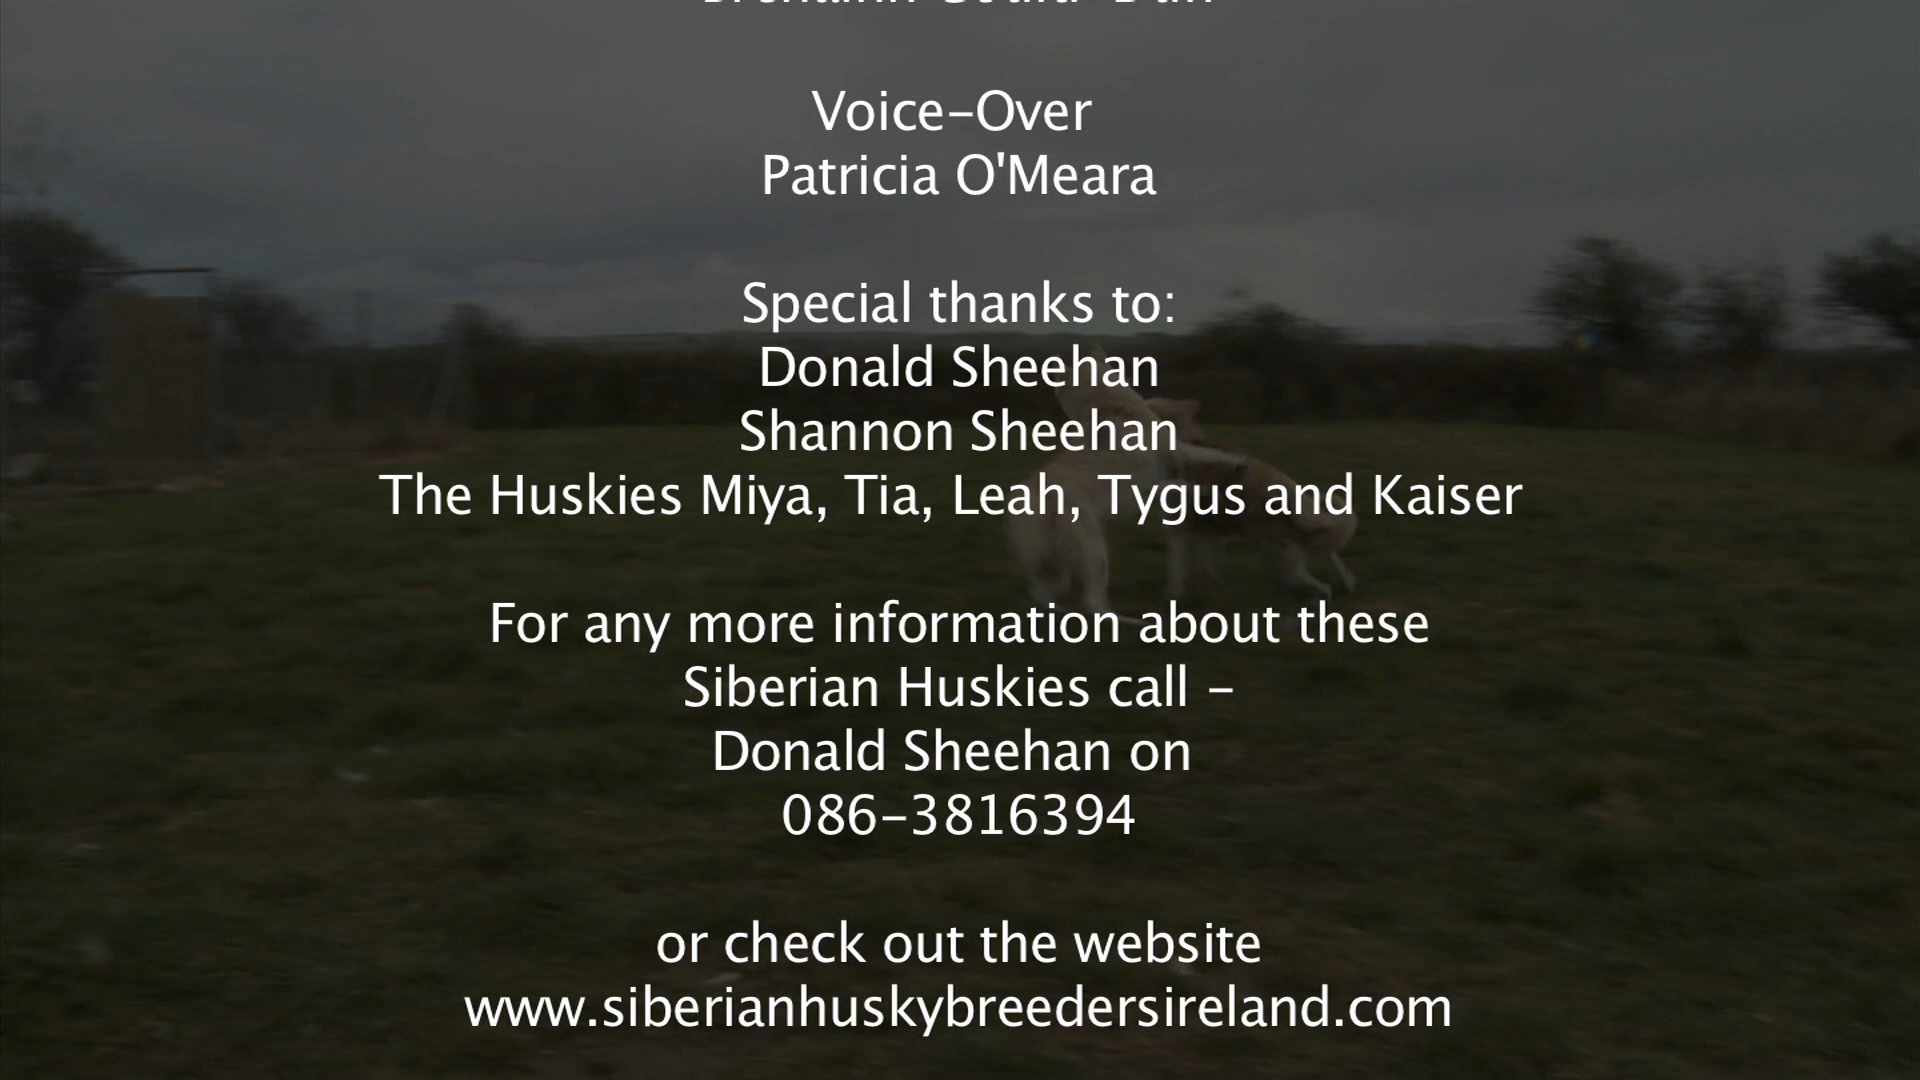 Voice-Over
Patricia O'Meara
Special thanks to:
Donald Sheehan
Shannon Sheehan
The Huskies Miya, Tia, Leah, Tygus and Kaiser
For any more information about these
Siberian Huskies call -
Donald Sheehan on
086-3816394
or check out the website
www.siberianhuskybreedersireland.com